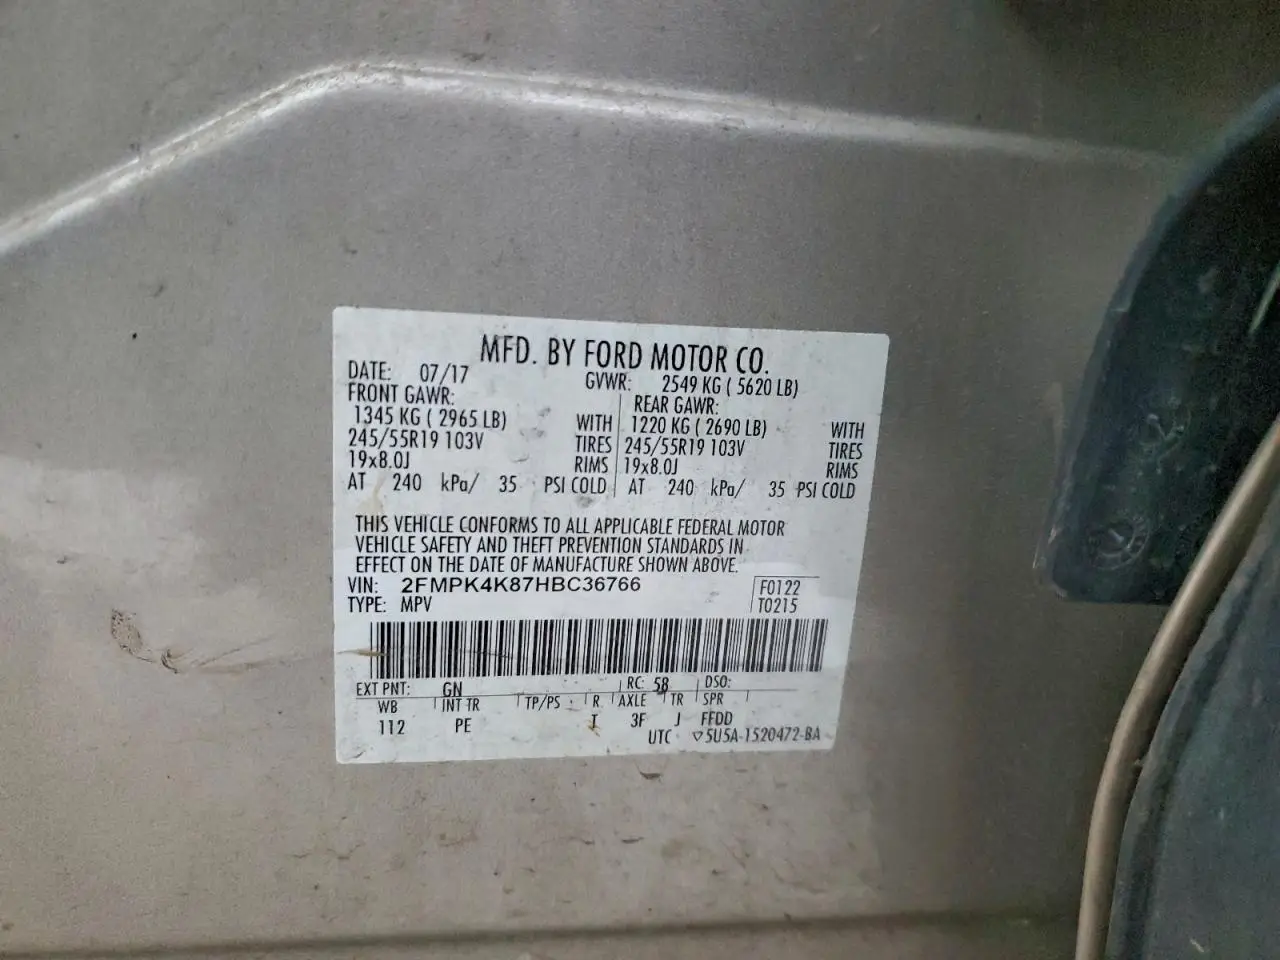 MFD. BY FORD MOTOR CO.
DATE: 07/17 GVWR: 2549 KG ( 5620 LB)
FRONT GAWR: REAR GAWR:
1345 KG ( 2965 LB) WITH 1220 KG ( 2690 LB) WITH
245/55R19 103V TIRES 245/55R19 103V TIRES
19x8.0J RIMS 19x8.0J RIMS
AT 240 kPa/ 35 PSI COLD AT 240 kPa/ 35 PSI COLD
THIS VEHICLE CONFORMS TO ALL APPLICABLE FEDERAL MOTOR
VEHICLE SAFETY AND THEFT PREVENTION STANDARDS IN
EFFECT ON THE DATE OF MANUFACTURE SHOWN ABOVE.
VIN: 2FMPK4K87HBC36766 F0122
TYPE: MPV T0215
EXT PNT: GN RC: 58 DSO:
WB INT TR TP/PS R AXLE TR SPR
112 PE T 3F J FFDD
UTC ▽5U5A-1520472-BA